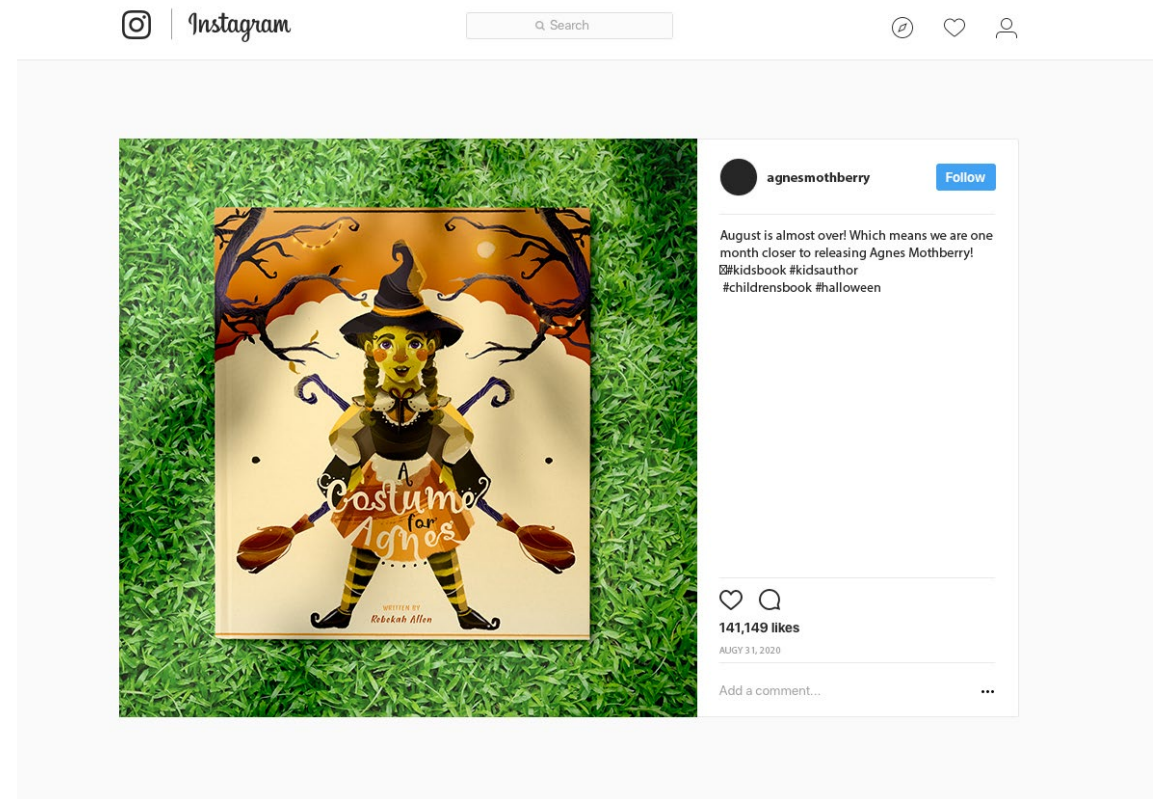 Instagram
Search
agnesmothberry
Follow
August is almost over! Which means we are one
month closer to releasing Agnes Mothberry!
#kidsbook #kidsauthor
#childrensbook #halloween
A
Costume
for
Agnes
WRITTEN BY
Rebekah Allen
141,149 likes
AUGY 31, 2020
Add a comment...